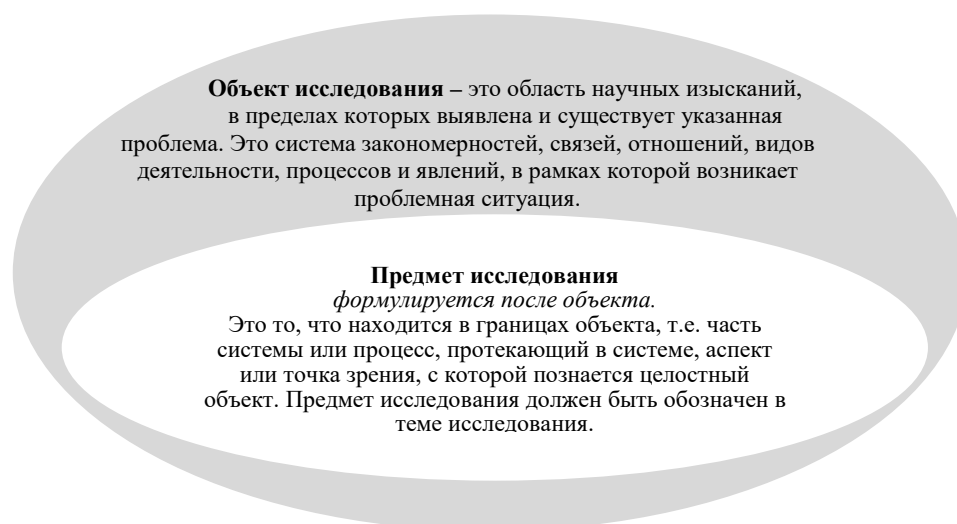 Объект исследования – это область научных изысканий,
в пределах которых выявлена и существует указанная
проблема. Это система закономерностей, связей, отношений, видов
деятельности, процессов и явлений, в рамках которой возникает
проблемная ситуация.
Предмет исследования
формулируется после объекта.
Это то, что находится в границах объекта, т.е. часть
системы или процесс, протекающий в системе, аспект
или точка зрения, с которой познается целостный
объект. Предмет исследования должен быть обозначен в
теме исследования.